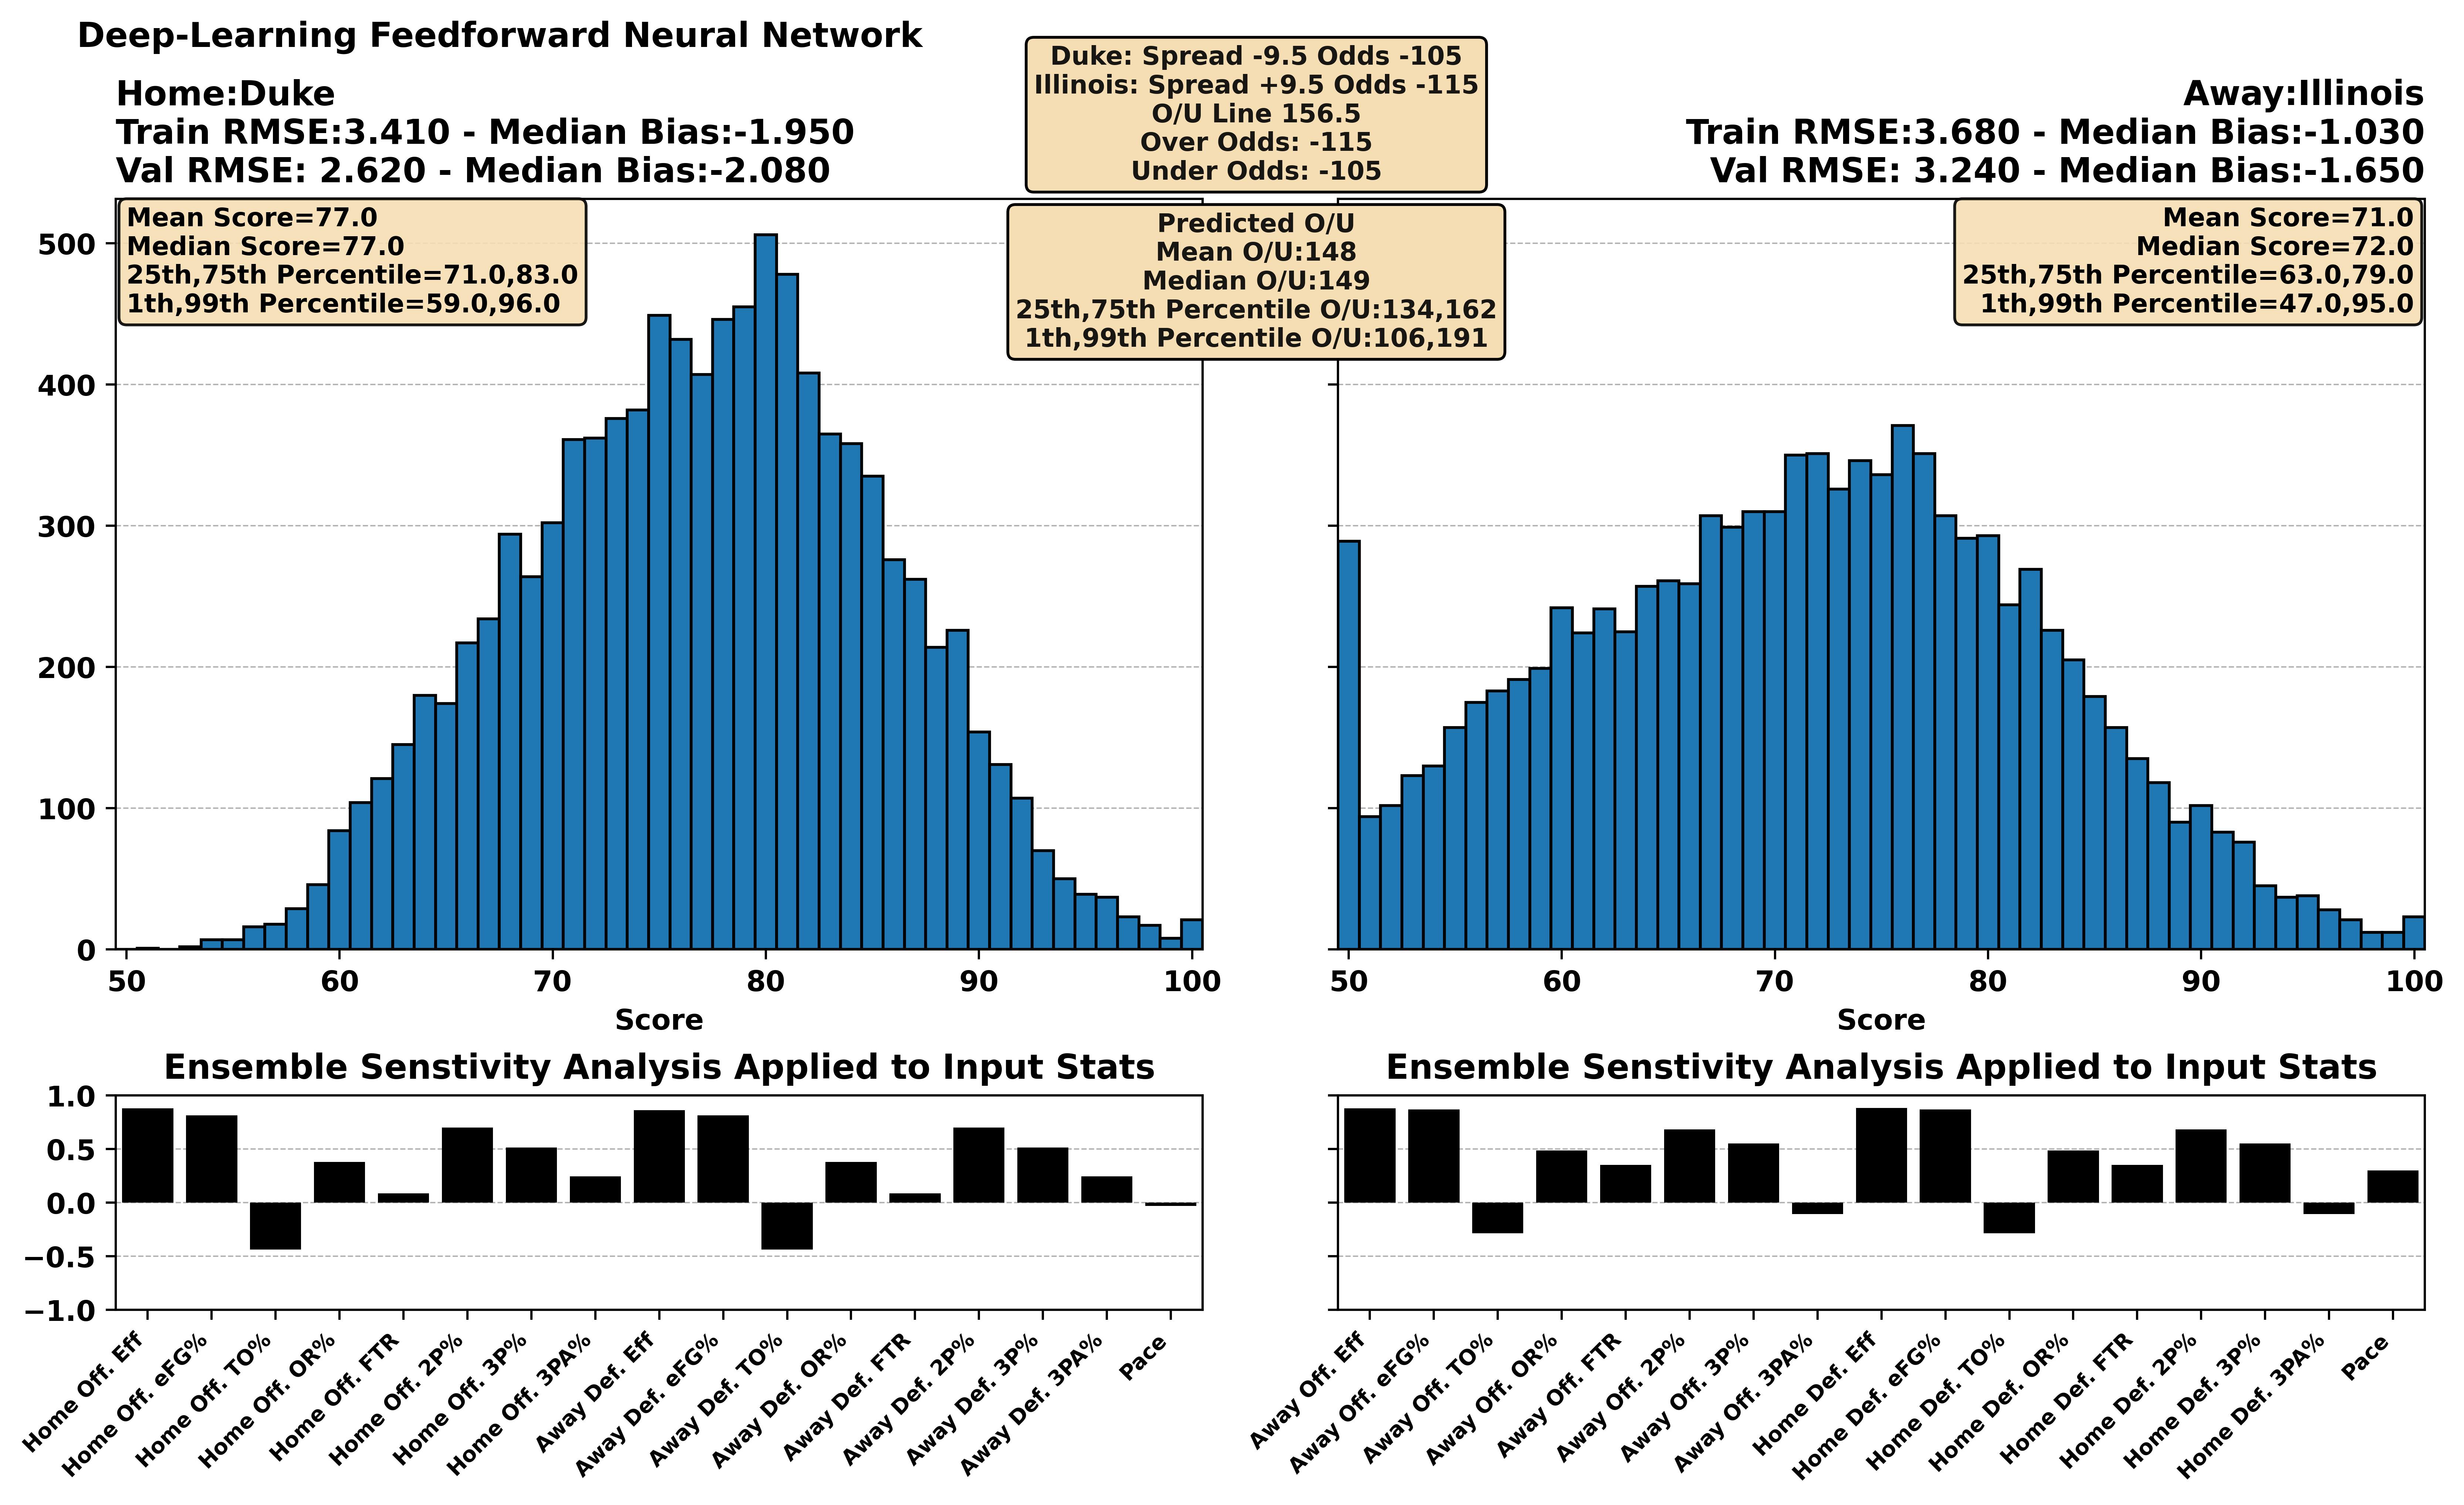 Deep-Learning Feedforward Neural Network
Home:Duke
Train RMSE:3.410 - Median Bias:-1.950
Val RMSE: 2.620 - Median Bias:-2.080
Duke: Spread -9.5 Odds -105
Illinois: Spread +9.5 Odds -115
O/U Line 156.5
Over Odds: -115
Under Odds: -105
Away:Illinois
Train RMSE:3.680 - Median Bias:-1.030
Val RMSE: 3.240 - Median Bias:-1.650
Mean Score=77.0
Median Score=77.0
25th,75th Percentile=71.0,83.0
1th,99th Percentile=59.0,96.0
Predicted O/U
Mean O/U:148
Median O/U:149
25th,75th Percentile O/U:134,162
1th,99th Percentile O/U:106,191
Mean Score=71.0
Median Score=72.0
25th,75th Percentile=63.0,79.0
1th,99th Percentile=47.0,95.0
500
400
300
200
100
0
50 60 70 80 90 100
Score
50 60 70 80 90 100
Score
Ensemble Senstivity Analysis Applied to Input Stats
1.0
0.5
0.0
−0.5
−1.0
Home Off. Eff
Home Off. eFG%
Home Off. TO%
Home Off. OR%
Home Off. FTR
Home Off. 2P%
Home Off. 3P%
Home Off. 3PA%
Away Def. Eff
Away Def. eFG%
Away Def. TO%
Away Def. OR%
Away Def. FTR
Away Def. 2P%
Away Def. 3P%
Away Def. 3PA%
Pace
Ensemble Senstivity Analysis Applied to Input Stats
Away Off. Eff
Away Off. eFG%
Away Off. TO%
Away Off. OR%
Away Off. FTR
Away Off. 2P%
Away Off. 3P%
Away Off. 3PA%
Home Def. Eff
Home Def. eFG%
Home Def. TO%
Home Def. OR%
Home Def. FTR
Home Def. 2P%
Home Def. 3P%
Home Def. 3PA%
Pace